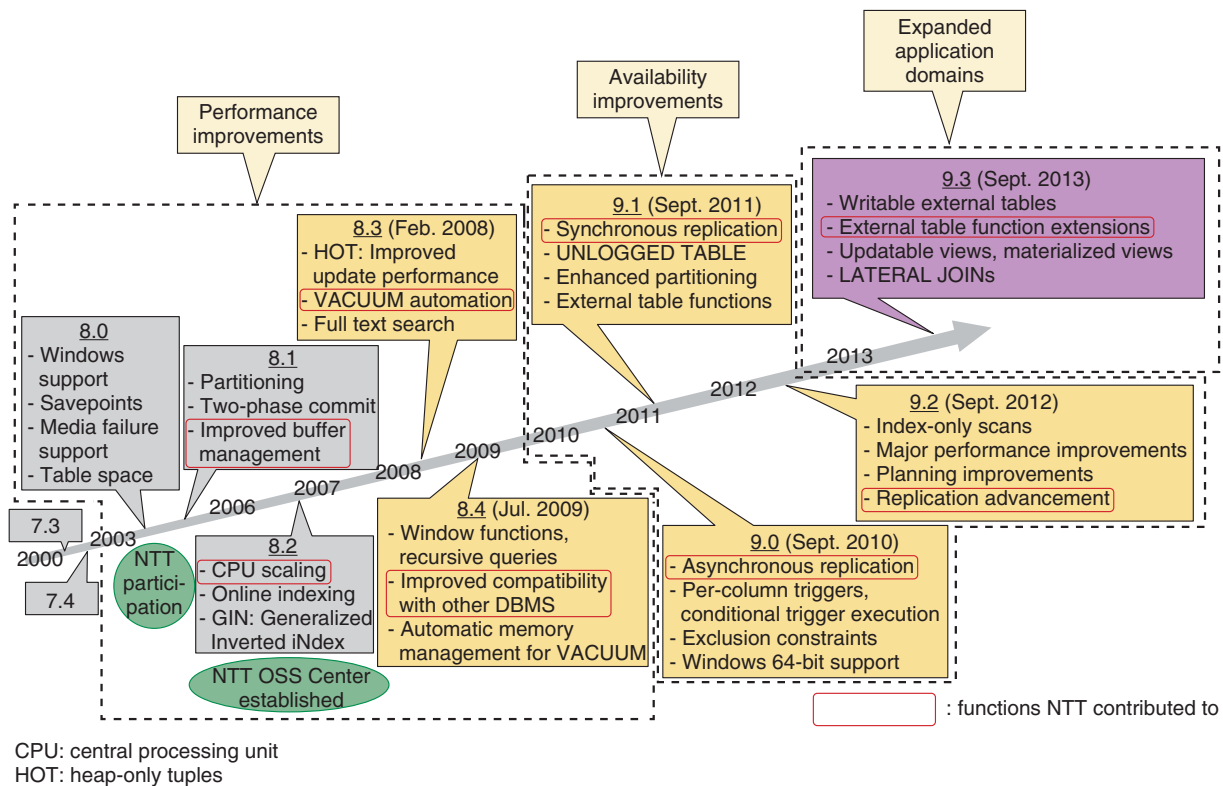 Expanded
application
domains
Availability
improvements
Performance
improvements
9.3 (Sept. 2013)
- Writable external tables
- External table function extensions
- Updatable views, materialized views
- LATERAL JOINs
9.1 (Sept. 2011)
- Synchronous replication
- UNLOGGED TABLE
- Enhanced partitioning
- External table functions
8.3 (Feb. 2008)
- HOT: Improved
update performance
- VACUUM automation
- Full text search
8.0
- Windows
support
- Savepoints
- Media failure
support
- Table space
8.1
- Partitioning
- Two-phase commit
- Improved buffer
management
2000
2003
2006
2007
2008
2009
2010
2011
2012
2013
7.3
7.4
NTT
partici-
pation
8.2
- CPU scaling
- Online indexing
- GIN: Generalized
Inverted iNdex
NTT OSS Center
established
8.4 (Jul. 2009)
- Window functions,
recursive queries
- Improved compatibility
with other DBMS
- Automatic memory
management for VACUUM
9.0 (Sept. 2010)
- Asynchronous replication
- Per-column triggers,
conditional trigger execution
- Exclusion constraints
- Windows 64-bit support
9.2 (Sept. 2012)
- Index-only scans
- Major performance improvements
- Planning improvements
- Replication advancement
: functions NTT contributed to
CPU: central processing unit
HOT: heap-only tuples